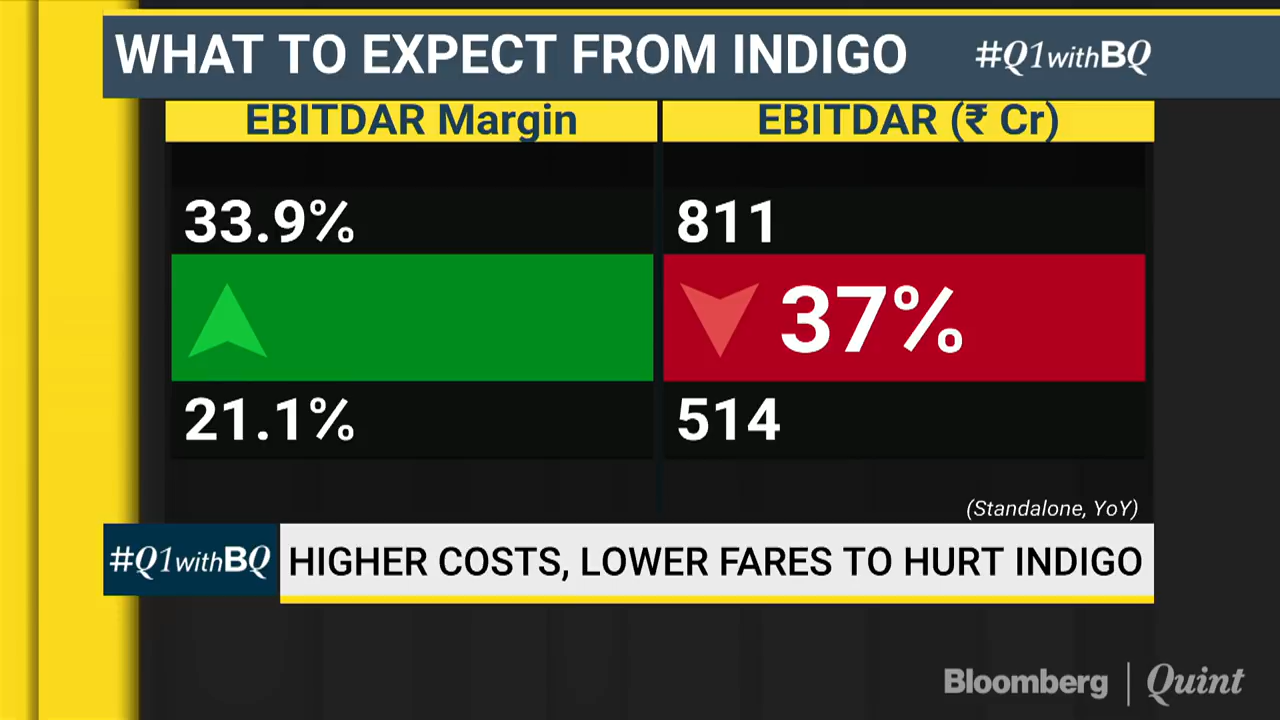 WHAT TO EXPECT FROM INDIGO #Q1withBQ
EBITDAR Margin EBITDAR (₹ Cr)
33.9% 811
37%
21.1% 514
(Standalone, YoY)
#Q1withBQ HIGHER COSTS, LOWER FARES TO HURT INDIGO
Bloomberg | Quint